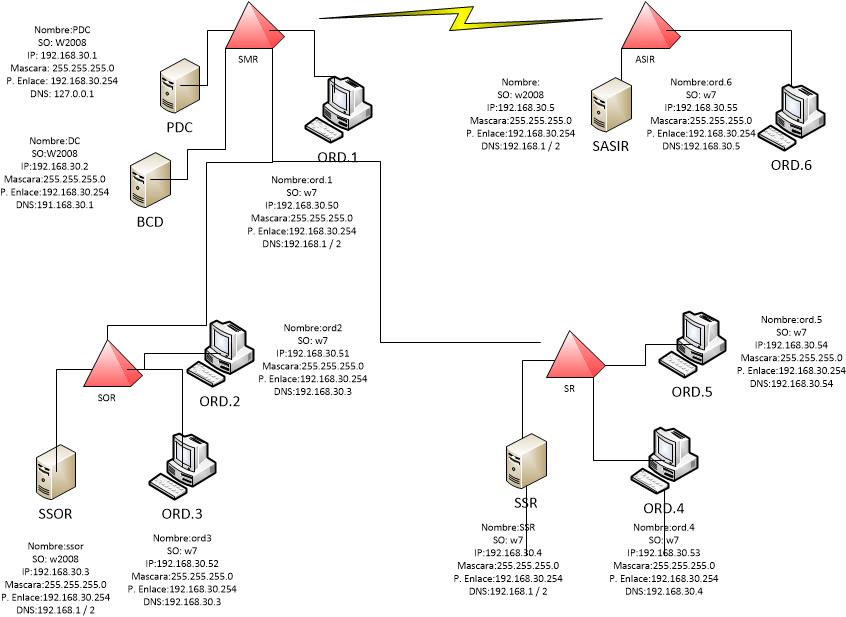 Nombre:PDC
SO: W2008
IP: 192.168.30.1
Mascara: 255.255.255.0
P. Enlace: 192.168.30.254
DNS: 127.0.0.1
PDC
SMR
ORD.1
Nombre:DC
SO:W2008
IP:192.168.30.2
Mascara:255.255.255.0
P. Enlace:192.168.30.254
DNS:191.168.30.1
BCD
Nombre:ord.1
SO: w7
IP:192.168.30.50
Mascara:255.255.255.0
P. Enlace:192.168.30.254
DNS:192.168.1 / 2
ASIR
Nombre:
SO: w2008
IP:192.168.30.5
Mascara:255.255.255.0
P. Enlace:192.168.30.254
DNS:192.168.1 / 2
SASIR
Nombre:ord.6
SO: w7
IP:192.168.30.55
Mascara:255.255.255.0
P. Enlace:192.168.30.254
DNS:192.168.30.5
ORD.6
SOR
ORD.2
Nombre:ord2
SO: w7
IP:192.168.30.51
Mascara:255.255.255.0
P. Enlace:192.168.30.254
DNS:192.168.30.3
SSOR
Nombre:ssor
SO: w2008
IP:192.168.30.3
Mascara:255.255.255.0
P. Enlace:192.168.30.254
DNS:192.168.1 / 2
ORD.3
Nombre:ord3
SO: w7
IP:192.168.30.52
Mascara:255.255.255.0
P. Enlace:192.168.30.254
DNS:192.168.30.3
SR
ORD.5
Nombre:ord.5
SO: w7
IP:192.168.30.54
Mascara:255.255.255.0
P. Enlace:192.168.30.254
DNS:192.168.30.54
SSR
Nombre:SSR
SO: w7
IP:192.168.30.4
Mascara:255.255.255.0
P. Enlace:192.168.30.254
DNS:192.168.1 / 2
ORD.4
Nombre:ord.4
SO: w7
IP:192.168.30.53
Mascara:255.255.255.0
P. Enlace:192.168.30.254
DNS:192.168.30.4